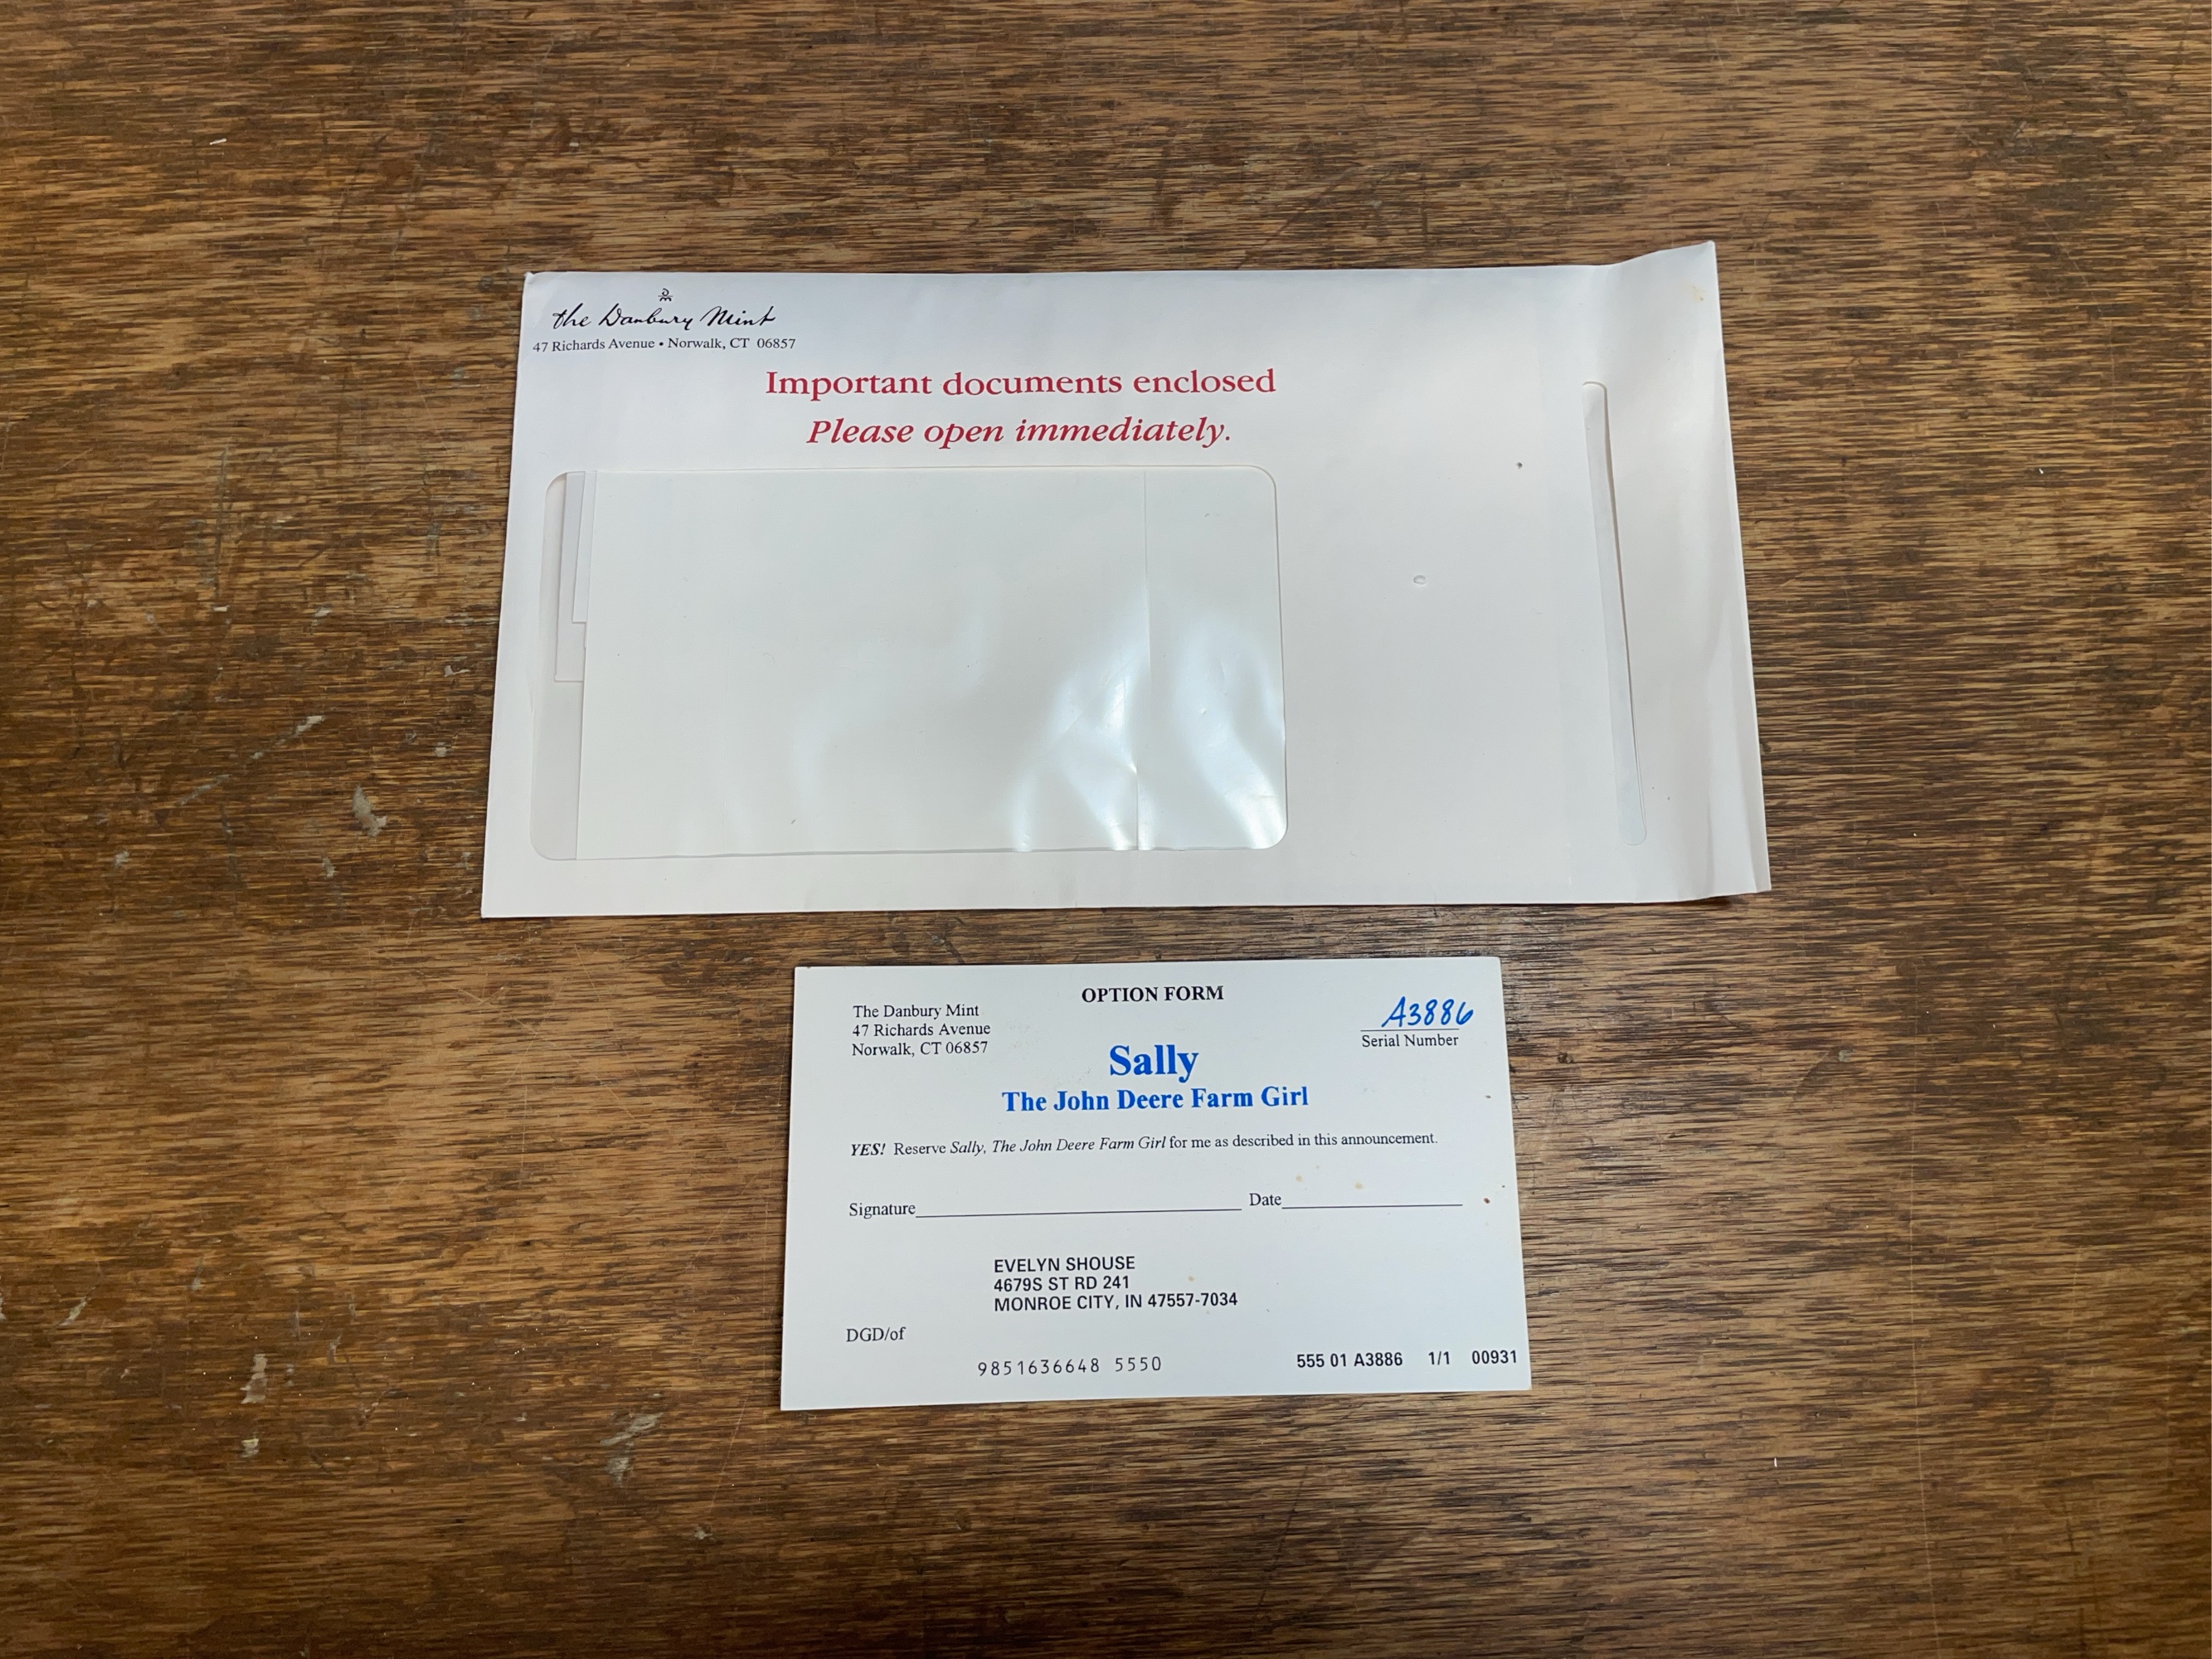 the Danbury Mint
47 Richards Avenue • Norwalk, CT 06857
Important documents enclosed
Please open immediately.
OPTION FORM
The Danbury Mint
47 Richards Avenue
Norwalk, CT 06857
A3886
Serial Number
Sally
The John Deere Farm Girl
YES! Reserve Sally, The John Deere Farm Girl for me as described in this announcement.
Signature Date
EVELYN SHOUSE
4679S ST RD 241
MONROE CITY, IN 47557-7034
DGD/of
9851636648 5550
555 01 A3886 1/1 00931